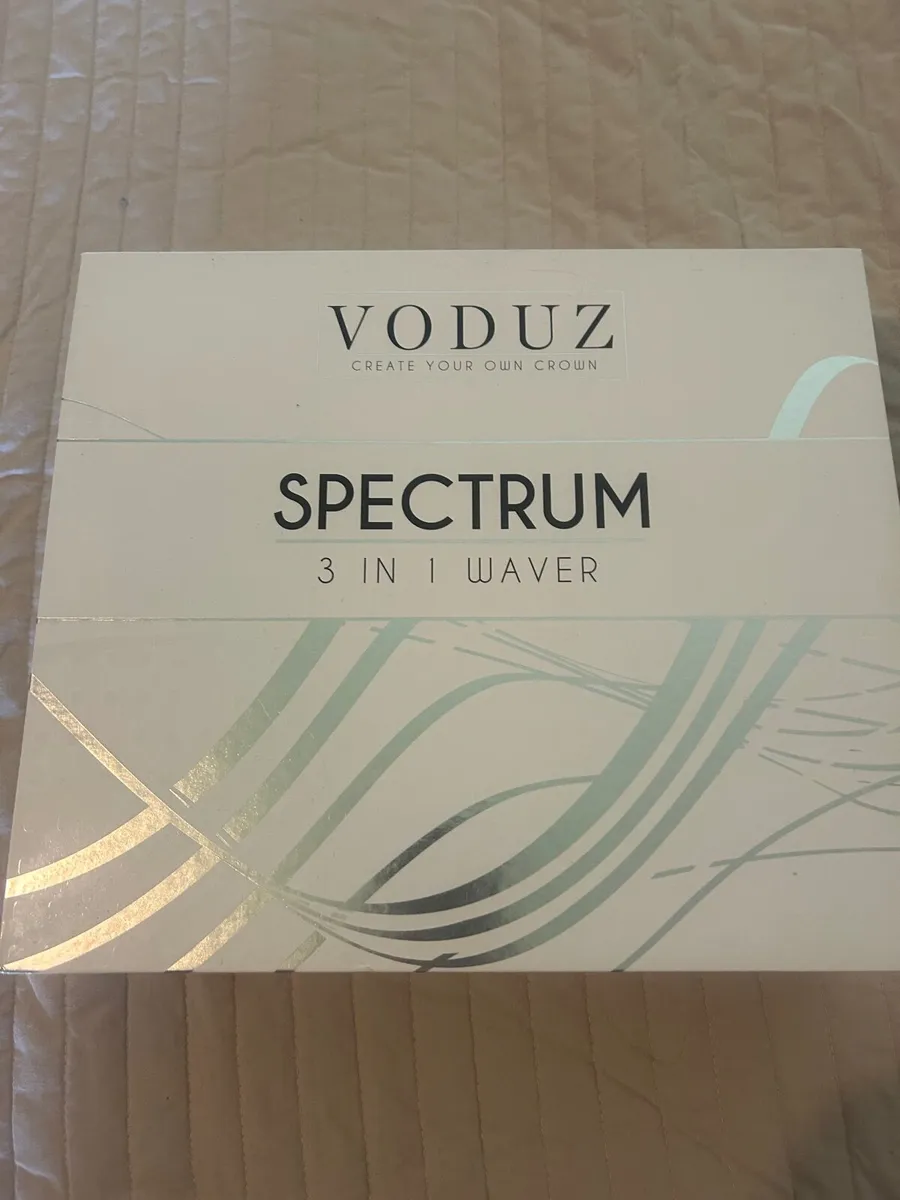 VODUZ
CREATE YOUR OWN CROWN
SPECTRUM
3 IN 1 WAVER